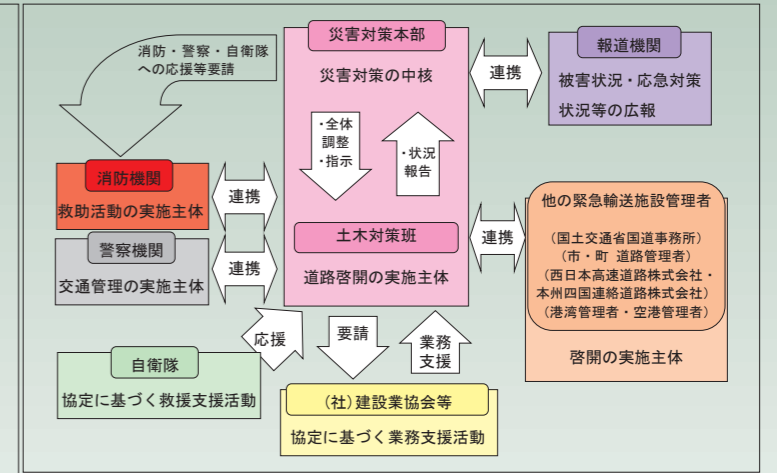 消防・警察・自衛隊
への応援等要請
災害対策本部
災害対策の中核
連携
報道機関
被害状況・応急対策
状況等の広報
・全体
調整
・指示
・状況
報告
消防機関
救助活動の実施主体
連携
警察機関
交通管理の実施主体
連携
土木対策班
道路啓開の実施主体
連携
他の緊急輸送施設管理者
(国土交通省国道事務所)
(市・町 道路管理者)
(西日本高速道路株式会社・
本州四国連絡道路株式会社)
(港湾管理者・空港管理者)
啓開の実施主体
応援
要請
業務
支援
自衛隊
協定に基づく救援支援活動
(社)建設業協会等
協定に基づく業務支援活動